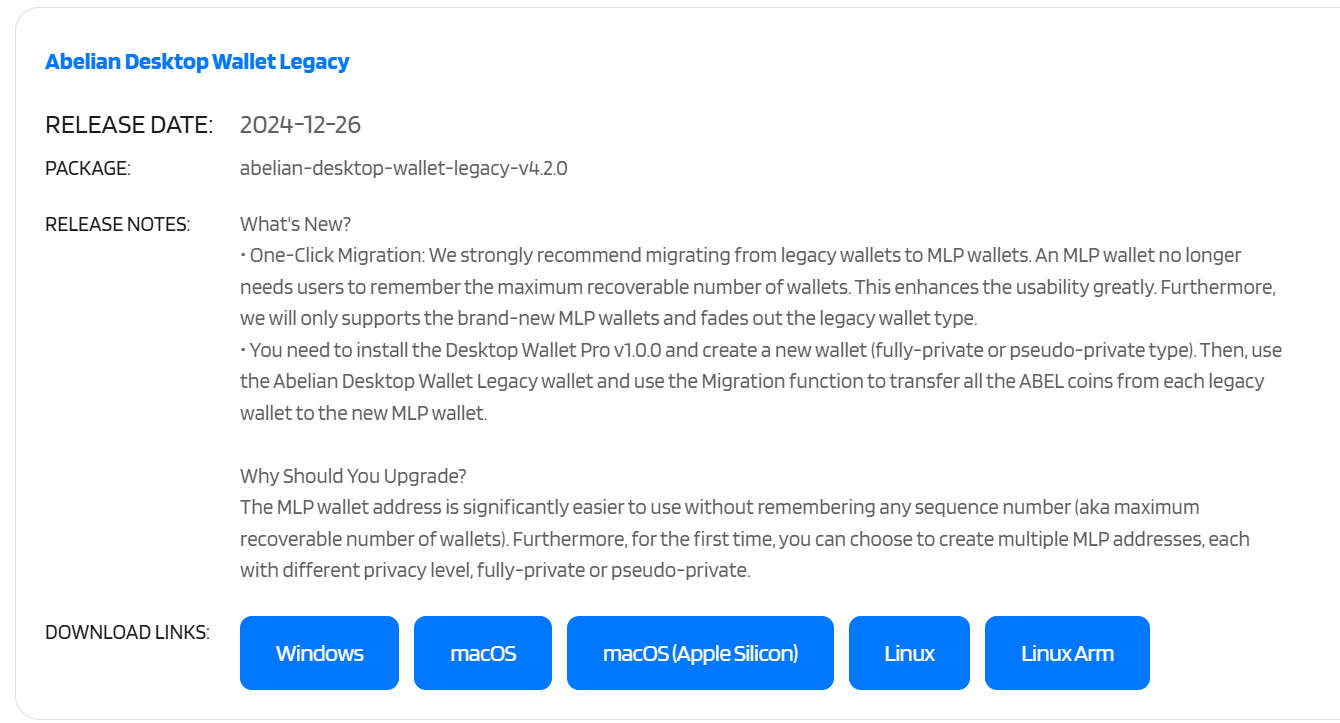 Abelian Desktop Wallet Legacy
RELEASE DATE: 2024-12-26
PACKAGE: abelian-desktop-wallet-legacy-v4.2.0
RELEASE NOTES: What's New?
• One-Click Migration: We strongly recommend migrating from legacy wallets to MLP wallets. An MLP wallet no longer
needs users to remember the maximum recoverable number of wallets. This enhances the usability greatly. Furthermore,
we will only supports the brand-new MLP wallets and fades out the legacy wallet type.
• You need to install the Desktop Wallet Pro v1.0.0 and create a new wallet (fully-private or pseudo-private type). Then, use
the Abelian Desktop Wallet Legacy wallet and use the Migration function to transfer all the ABEL coins from each legacy
wallet to the new MLP wallet.
Why Should You Upgrade?
The MLP wallet address is significantly easier to use without remembering any sequence number (aka maximum
recoverable number of wallets). Furthermore, for the first time, you can choose to create multiple MLP addresses, each
with different privacy level, fully-private or pseudo-private.
DOWNLOAD LINKS: Windows macOS macOS (Apple Silicon) Linux Linux Arm